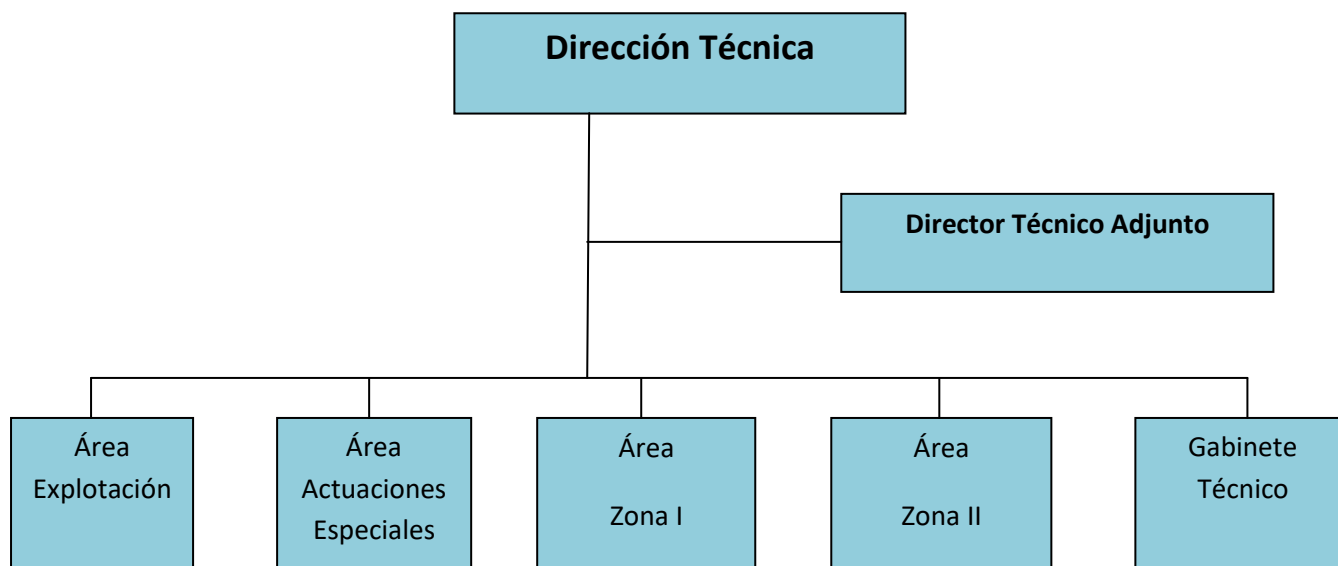 Dirección Técnica
Director Técnico Adjunto
Área
Explotación
Área
Actuaciones
Especiales
Área
Zona I
Área
Zona II
Gabinete
Técnico